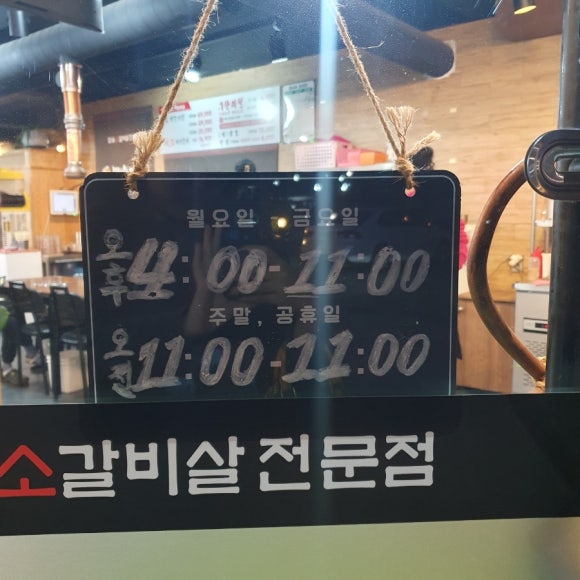 월요일 - 금요일
오후 4:00-11:00
주말, 공휴일
오전 11:00-11:00
소갈비살 전문점